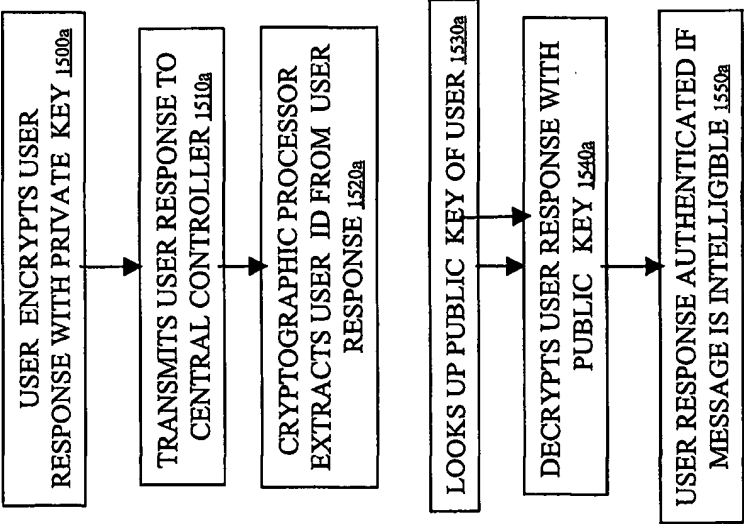 USER ENCRYPTS USER
RESPONSE WITH PRIVATE KEY 1500a
TRANSMITS USER RESPONSE TO
CENTRAL CONTROLLER 1510a
CRYPTOGRAPHIC PROCESSOR
EXTRACTS USER ID FROM USER
RESPONSE 1520a
LOOKS UP PUBLIC KEY OF USER 1530a
DECRYPTS USER RESPONSE WITH
PUBLIC KEY 1540a
USER RESPONSE AUTHENTICATED IF
MESSAGE IS INTELLIGIBLE 1550a